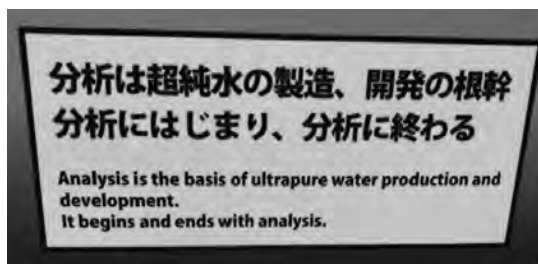 分析は超純水の製造、開発の根幹
分析にはじまり、分析に終わる
Analysis is the basis of ultrapure water production and
development.
It begins and ends with analysis.